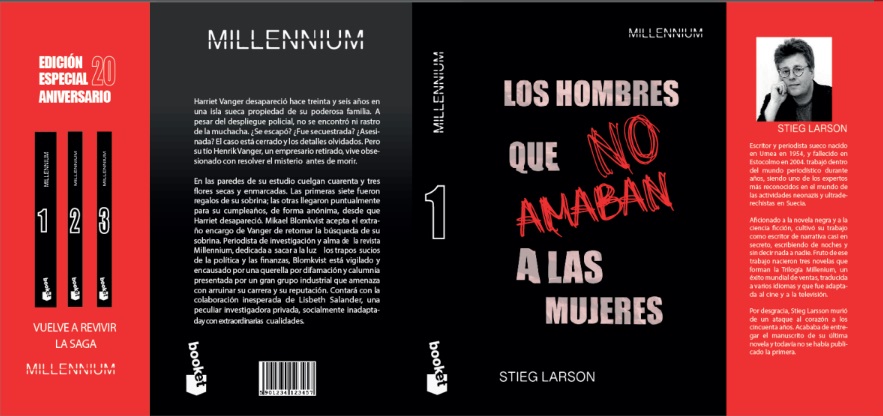 EDICIÓN
ESPECIAL 20
ANIVERSARIO
1 MILLENNIUM
2 MILLENNIUM
3 MILLENNIUM
booket
booket
booket
VUELVE A REVIVIR
LA SAGA
MILLENNIUM
MILLENNIUM
Harriet Vanger desapareció hace treinta y seis años en
una isla sueca propiedad de su poderosa familia. A
pesar del despliegue policial, no se encontró ni rastro
de la muchacha. ¿Se escapó? ¿Fue secuestrada? ¿Asesi-
nada? El caso está cerrado y los detalles olvidados. Pero
su tio Henrik Vanger, un empresario retirado, vive obse-
sionado con resolver el misterio antes de morir.
En las paredes de su estudio cuelgan cuarenta y tres
flores secas y enmarcadas. Las primeras siete fueron
regalos de su sobrina; las otras llegaron puntualmente
para su cumpleaños, de forma anónima, desde que
Harriet desapareció. Mikael Blomkvist acepta el extra-
ño encargo de Vanger de retomar la búsqueda de su
sobrina. Periodista de investigación y alma de la revista
Millennium, dedicada a sacar a la luz los trapos sucios
de la política y las finanzas, Blomkvist está vigilado y
encausado por una querella por difamación y calumnia
presentada por un gran grupo industrial que amenaza
con arruinar su carrera y su reputación. Contará con la
colaboración inesperada de Lisbeth Salander, una
peculiar investigadora privada, socialmente inadapta-
da y con extraordinarias cualidades.
booket
5901234123457
MILLENNIUM
1
booket
MILLENNIUM
LOS HOMBRES
QUE NO
AMABAN
A LAS
MUJERES
STIEG LARSON
STIEG LARSON
Escritor y periodista sueco nacido
en Umea en 1954, y fallecido en
Estocolmo en 2004. trabajó dentro
del mundo periodístico durante
años, siendo uno de los expertos
más reconocidos en el mundo de
las actividades neonazis y ultrade-
rechistas en Suecia.
Aficionado a la novela negra y a la
ciencia ficción, cultivó su trabajo
como escritor de narrativa casi en
secreto, escribiendo de noches y
sin decir nada a nadie. Fruto de ese
trabajo nacieron tres novelas que
forman la Trilogía Millenium, un
éxito mundial de ventas, traducida
a varios idiomas y que fue adapta-
da al cine y a la televisión.
Por desgracia, Stieg Larsson murió
de un ataque al corazón a los
cincuenta años. Acababa de entre-
gar el manuscrito de su última
novela y todavía no se había publi-
cado la primera.